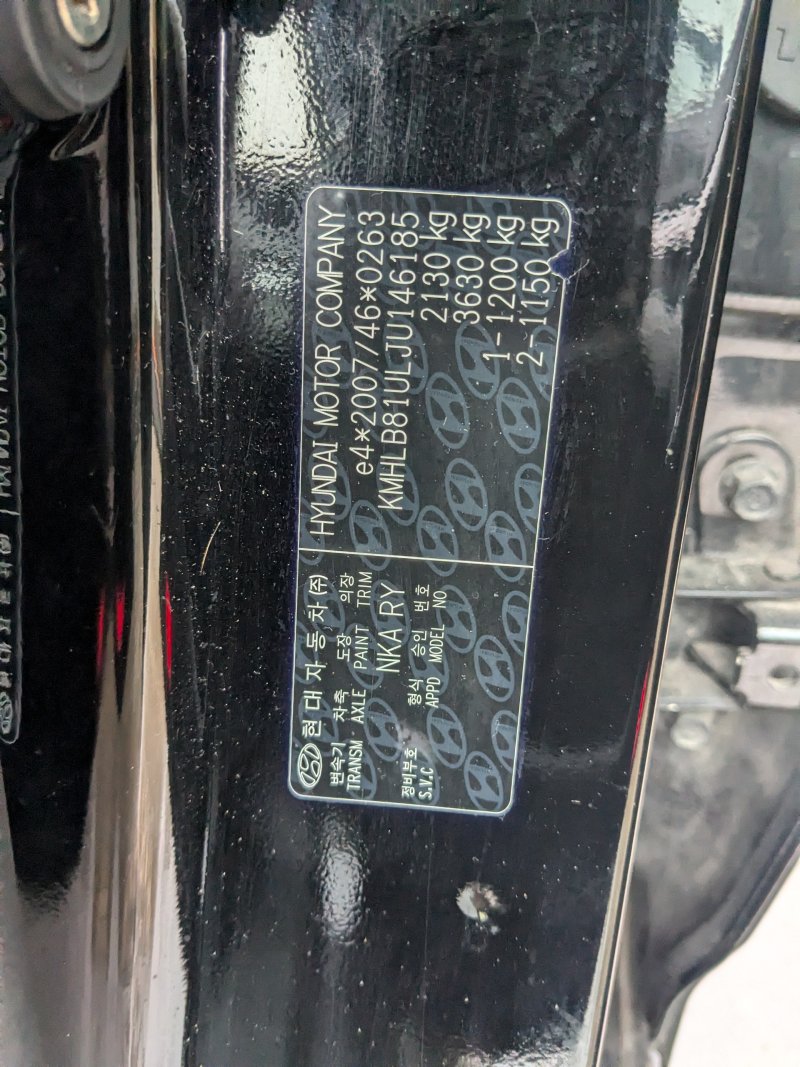 현대자동차(주) HYUNDAI MOTOR COMPANY
변속기 차축 도장 의장
TRANSM AXLE PAINT TRIM
NKA RY
정비부호 형식 승인 번호
S.V.C APPD MODEL NO
e4*2007/46*0263
KMHLB81ULJU146185
2130 kg
3630 kg
1-1200 kg
2-1150 kg